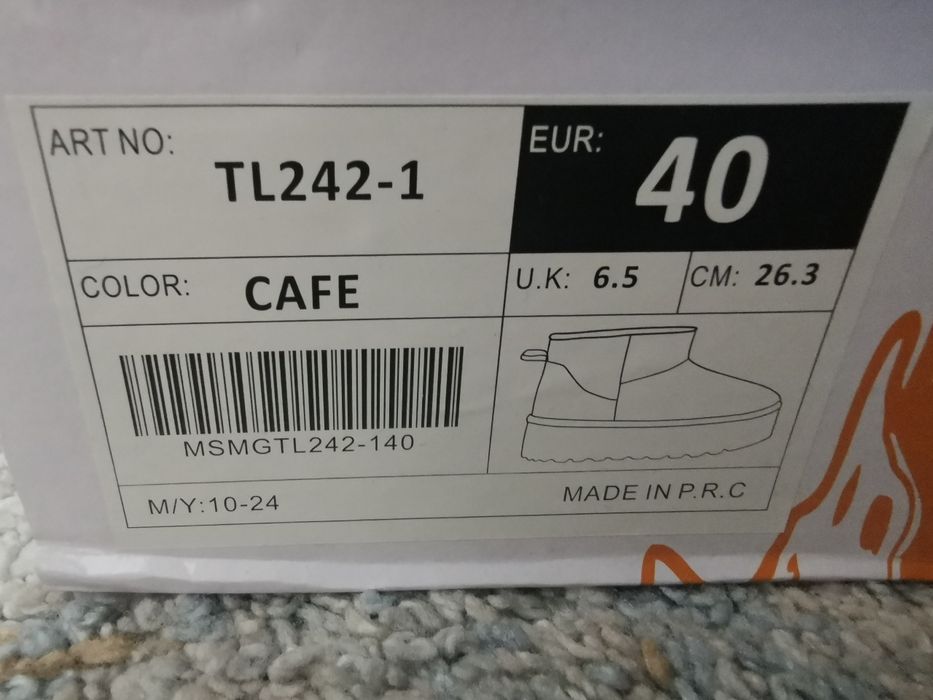 ART NO:
TL242-1
EUR:
40
COLOR: CAFE
U.K: 6.5
CM: 26.3
MSMGTL242-140
M/Y:10-24
MADE IN P.R.C